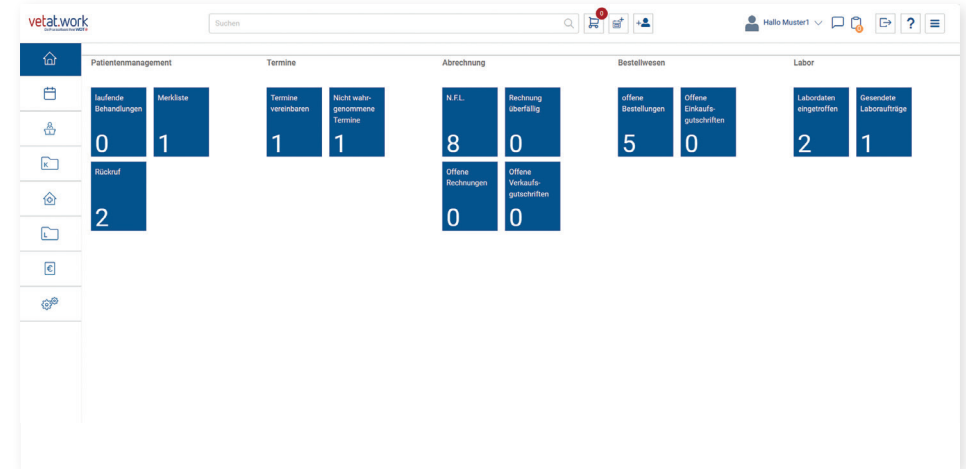 vetat.work
Suchen
0
Hallo Muster1
0
?
Patientenmanagement
Termine
Abrechnung
Bestellwesen
Labor
laufende
Behandlungen
0
Merkliste
1
Termine
vereinbaren
1
Nicht wahr-
genommene
Termine
1
N.F.L.
8
Rechnung
überfällig
0
offene
Bestellungen
5
Offene
Einkaufs-
gutschriften
0
Labordaten
eingetroffen
2
Gesendete
Laboraufträge
1
Rückruf
2
Offene
Rechnungen
0
Offene
Verkaufs-
gutschriften
0
K
L
€